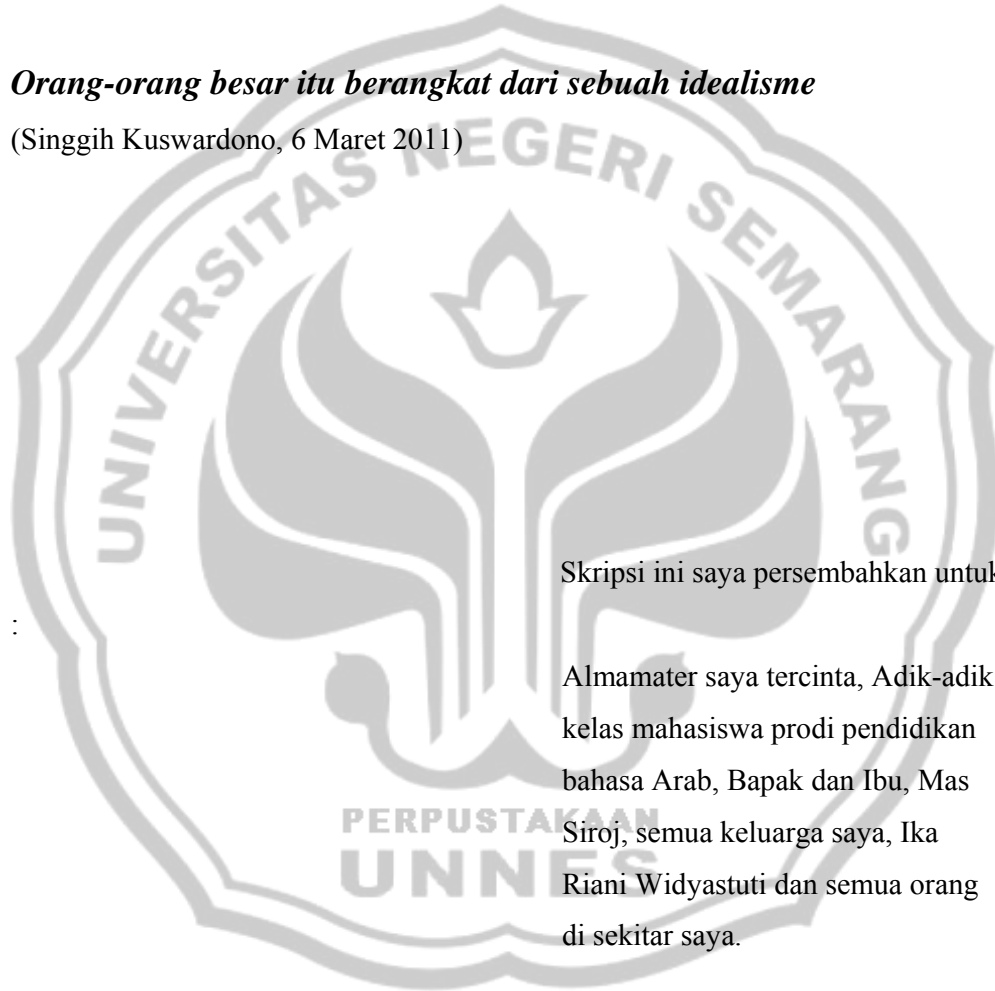 Orang-orang besar itu berangkat dari sebuah idealisme
(Singgih Kuswardono, 6 Maret 2011)
UNIVERSITAS NEGERI SEMARANG
Skripsi ini saya persembahkan untuk
:
Almamater saya tercinta, Adik-adik
kelas mahasiswa prodi pendidikan
bahasa Arab, Bapak dan Ibu, Mas
Siroj, semua keluarga saya, Ika
Riani Widyastuti dan semua orang
di sekitar saya.
PERPUSTAKAAN
UNNES